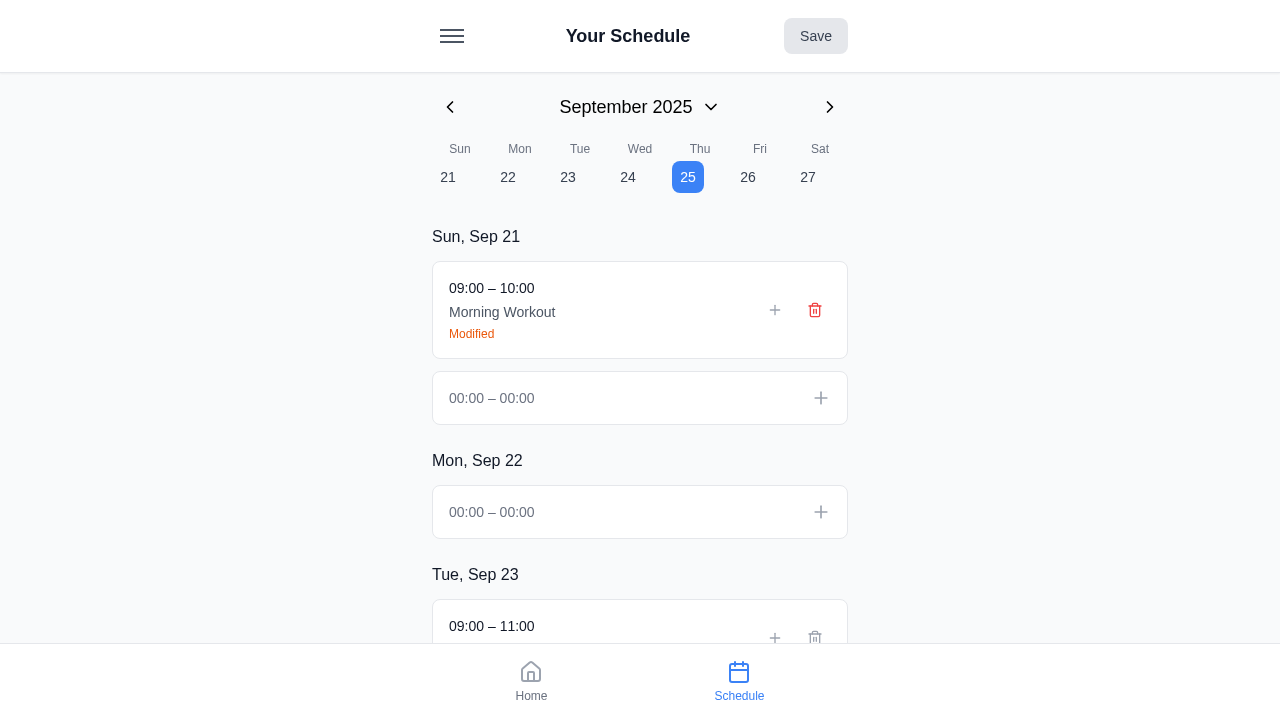 Your Schedule
Save
September 2025
Sun Mon Tue Wed Thu Fri Sat
21 22 23 24 25 26 27
Sun, Sep 21
09:00 – 10:00
Morning Workout
Modified
00:00 – 00:00
Mon, Sep 22
00:00 – 00:00
Tue, Sep 23
09:00 – 11:00
Home
Schedule